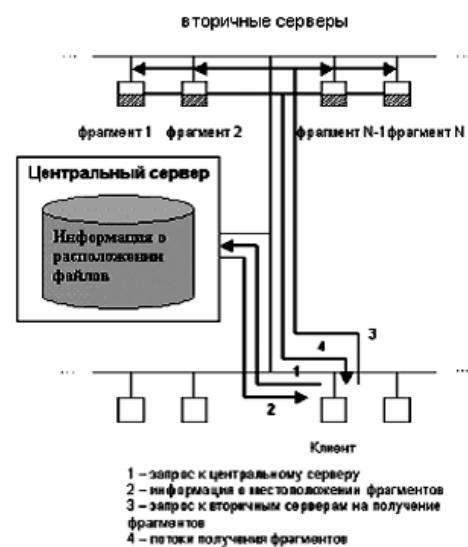 вторичные серверы
... ...
фрагмент 1 фрагмент 2 фрагмент N-1 фрагмент N
Центральный сервер
Информация о
расположении
файлов
3
4
... 1 ...
2
Клиент
1 – запрос к центральному серверу
2 – информация о местоположении фрагментов
3 – запрос к вторичным серверам на получение
фрагментов
4 – потоки получения фрагментов